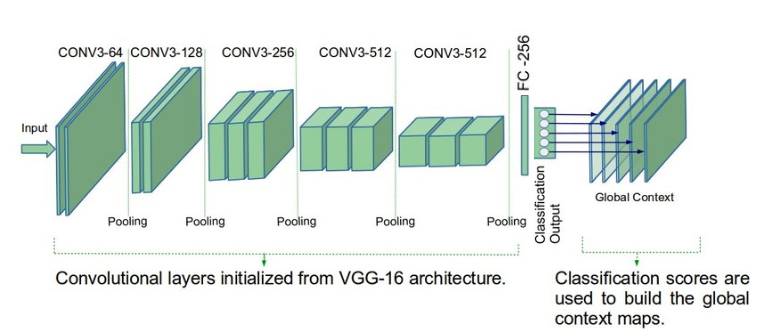 CONV3-64 CONV3-128 CONV3-256 CONV3-512 CONV3-512
FC -256
Input
Pooling Pooling Pooling Pooling Pooling
Classification
Output
Global Context
Convolutional layers initialized from VGG-16 architecture.
Classification scores are
used to build the global
context maps.